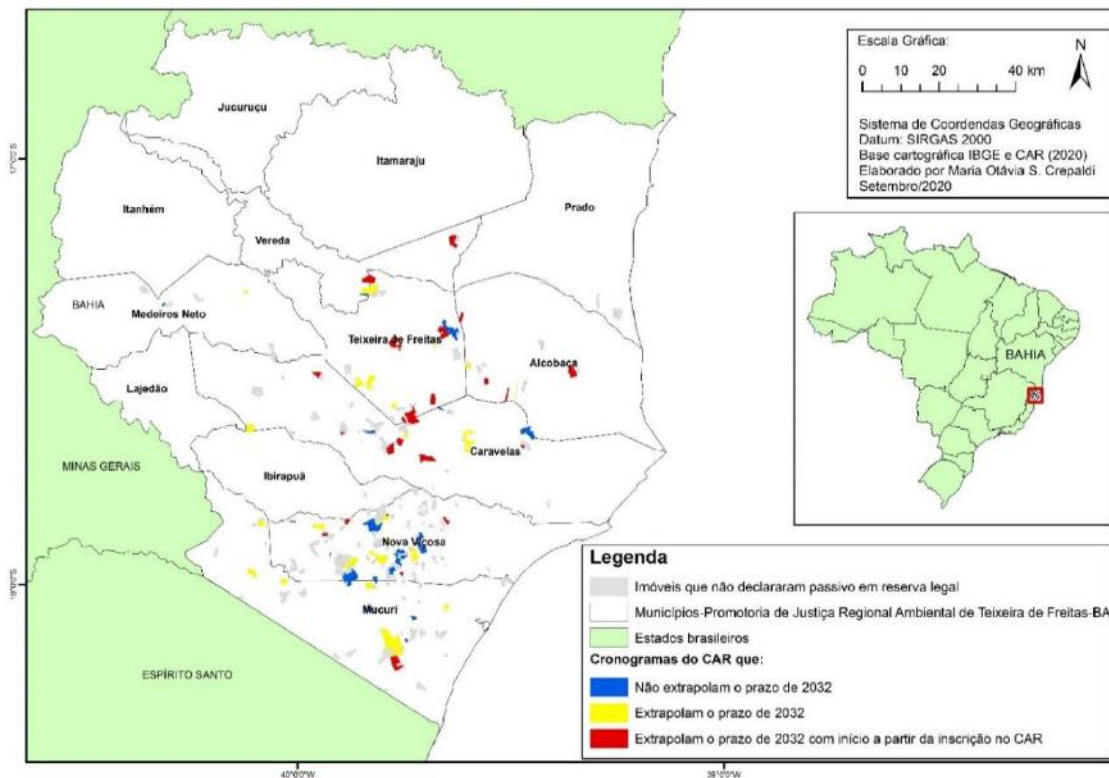 Escala Gráfica:
N
0 10 20 40 km
Sistema de Coordendas Geográficas
Datum: SIRGAS 2000
Base cartográfica IBGE e CAR (2020)
Elaborado por Maria Otávia S. Crepaldi
Setembro/2020
Jucuruçu
17°0'S
Itamaraju
Itanhém
Prado
Vereda
BAHIA
Medeiros Neto
Teixeira de Freitas
Alcobaça
Lajedão
Caravelas
MINAS GERAIS
Ibirapuã
Nova Viçosa
18°0'S
Mucuri
ESPÍRITO SANTO
40°0'W
BAHIA
Legenda
Imóveis que não declararam passivo em reserva legal
Municípios-Promotoria de Justiça Regional Ambiental de Teixeira de Freitas-BA
Estados brasileiros
Cronogramas do CAR que:
Não extrapolam o prazo de 2032
Extrapolam o prazo de 2032
Extrapolam o prazo de 2032 com início a partir da inscrição no CAR